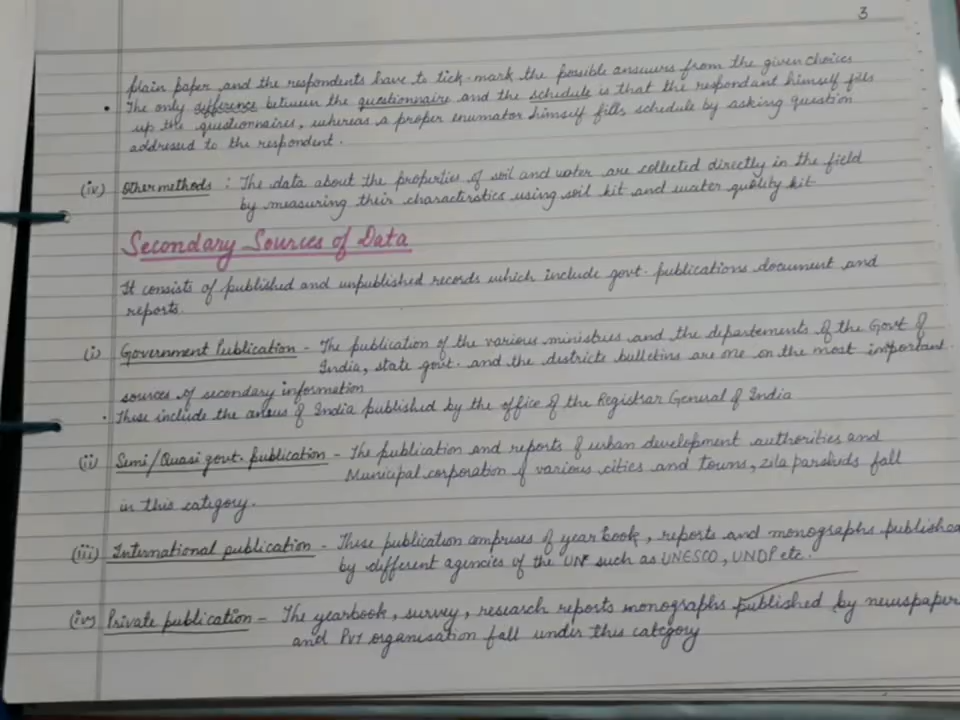 3
plain paper and the respondents have to tick-mark the possible answers from the given choices
• The only difference between the questionnaire and the schedule is that the respondant himself fills
up the questionnaires, whereas a proper enumator himself fills schedule by asking question
addressed to the respondent.
(iv) Other methods : The data about the properties of soil and water are collected directly in the field
by measuring their characterstics using soil kit and water quality kit
Secondary Sources of Data
It consists of published and unpublished records which include govt. publications document and
reports.
(i) Government Publication - The publication of the various ministries and the departements of the Govt of
India, state govt. and the districte bulletins are one on the most important
sources of secondary information
• These include the ansus of India published by the office of the Registrar General of India
(ii) Semi/Quasi govt. publication - The publication and reports of urban development authorities and
Municipal corporation of various cities and towns, zila parshids fall
in this category.
(iii) International publication - These publication comprises of year book, reports and monographs published
by different agencies of the UN such as UNESCO, UNDP etc.
(iv) Private publication - The yearbook, survey, research reports monographs published by newspaper
and Pvt organisation fall under this category